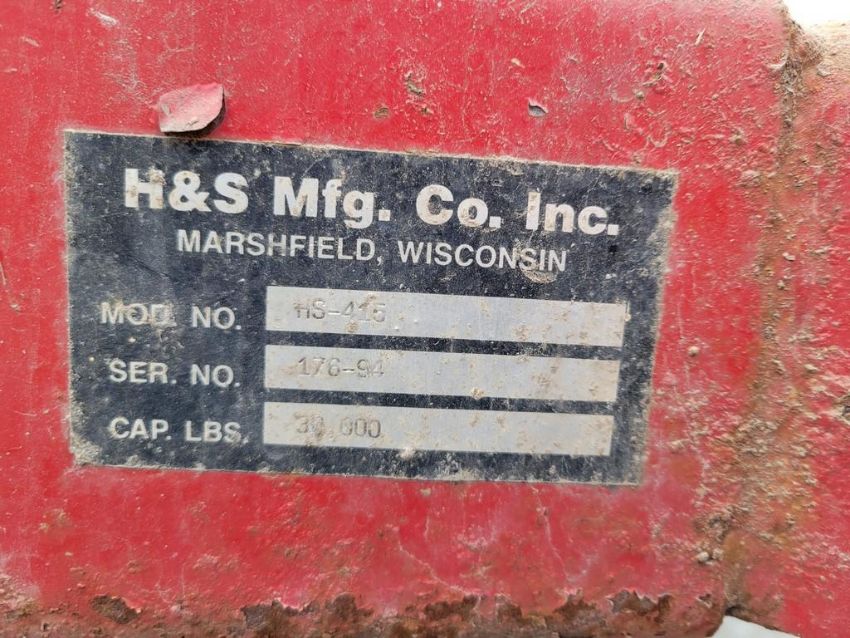 H&S Mfg. Co. Inc.
MARSHFIELD, WISCONSIN
MOD. NO. HS-415
SER. NO. 176-94
CAP. LBS. 30,000